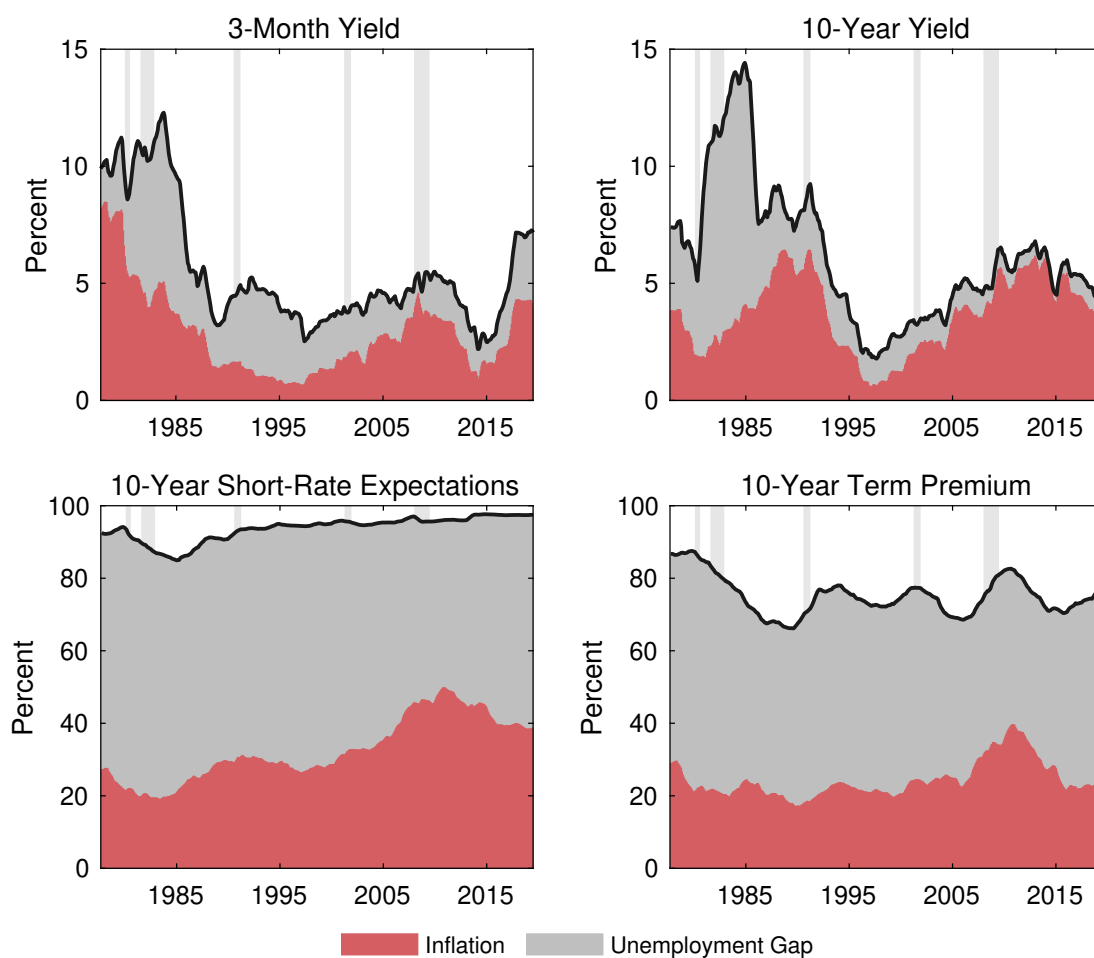 3-Month Yield
Percent
15
10
5
0
1985 1995 2005 2015
10-Year Yield
Percent
15
10
5
0
1985 1995 2005 2015
10-Year Short-Rate Expectations
Percent
100
80
60
40
20
0
1985 1995 2005 2015
10-Year Term Premium
Percent
100
80
60
40
20
0
1985 1995 2005 2015
Inflation Unemployment Gap